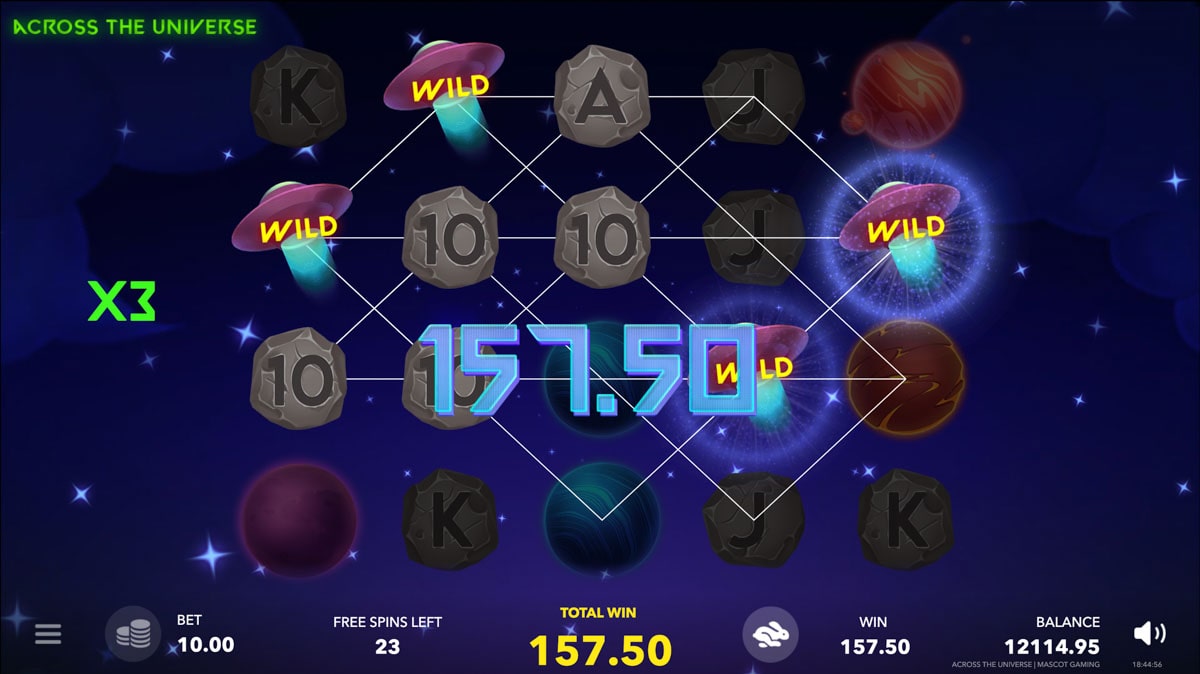 ACROSS THE UNIVERSE
K WILD A J
WILD 10 10 J WILD
X3
10 10 WILD
157.50
K J K
BET
10.00
FREE SPINS LEFT
23
TOTAL WIN
157.50
WIN
157.50
BALANCE
12114.95
ACROSS THE UNIVERSE | MASCOT GAMING
18:44:56